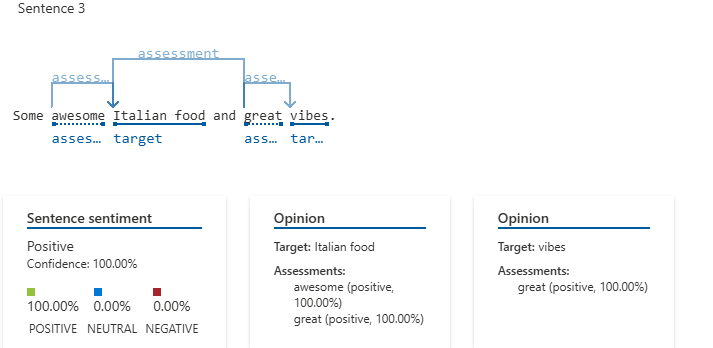 Sentence 3
assessment
assess... asse...
Some awesome Italian food and great vibes.
asses... target ass... tar...
Sentence sentiment
Positive
Confidence: 100.00%
100.00% 0.00% 0.00%
POSITIVE NEUTRAL NEGATIVE
Opinion
Target: Italian food
Assessments:
awesome (positive,
100.00%)
great (positive, 100.00%)
Opinion
Target: vibes
Assessments:
great (positive, 100.00%)